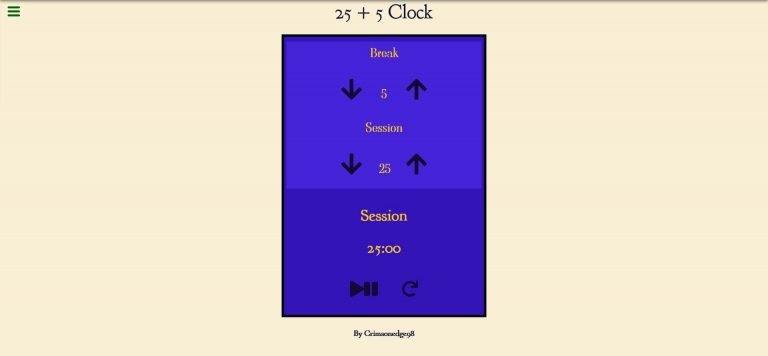 25 + 5 Clock
Break
5
Session
25
Session
25:00
By Crimsonedge98